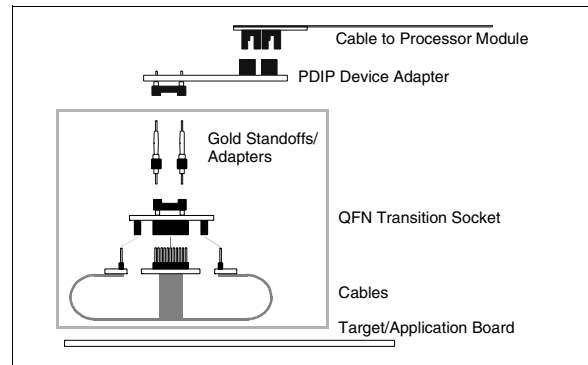 Cable to Processor Module
PDIP Device Adapter
Gold Standoffs/
Adapters
QFN Transition Socket
Cables
Target/Application Board